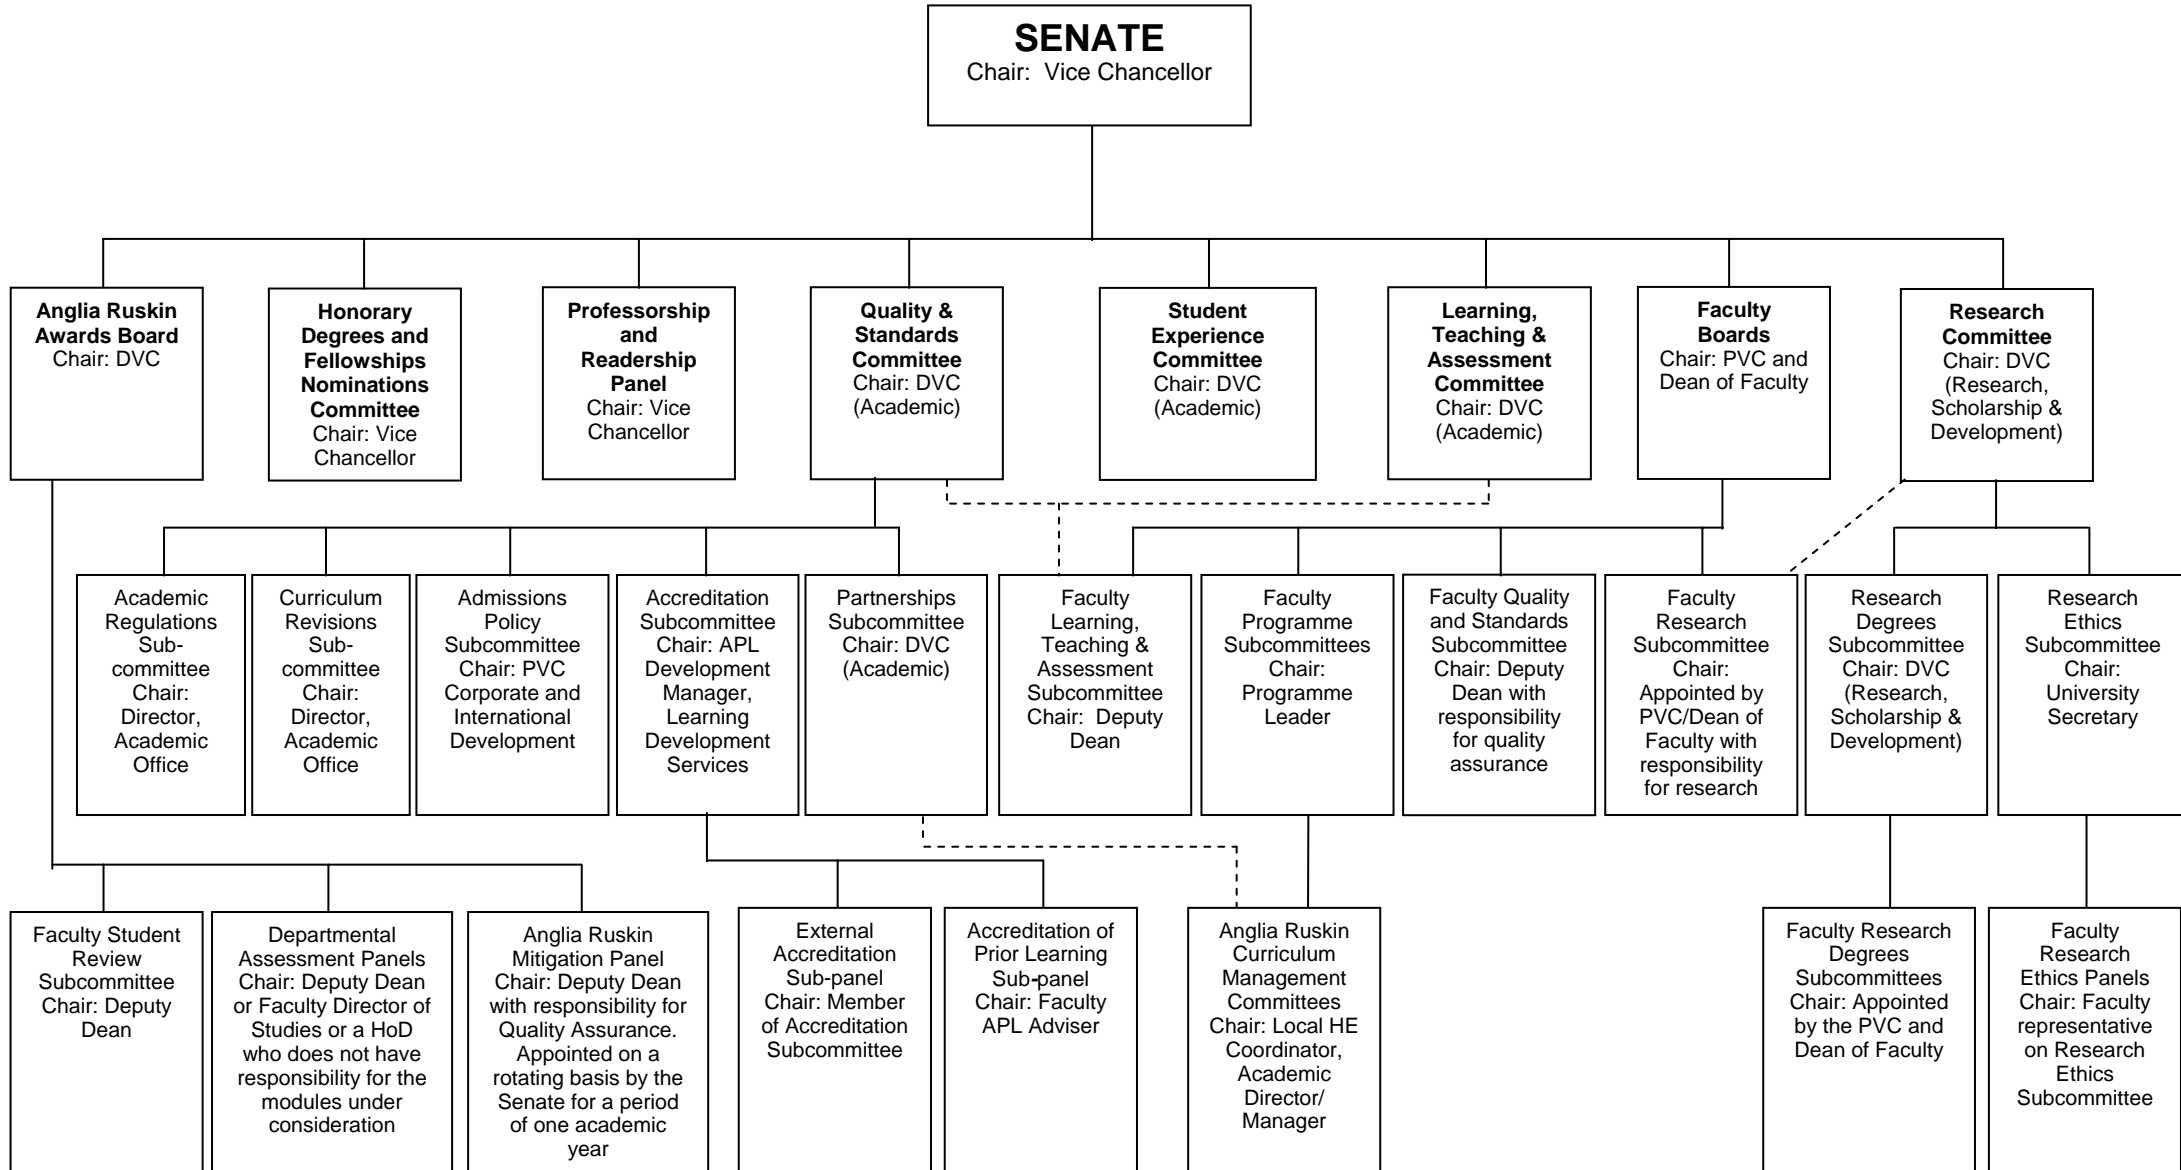 SENATE
Chair: Vice Chancellor
Anglia Ruskin
Awards Board
Chair: DVC
Honorary
Degrees and
Fellowships
Nominations
Committee
Chair: Vice
Chancellor
Professorship
and
Readership
Panel
Chair: Vice
Chancellor
Quality &
Standards
Committee
Chair: DVC
(Academic)
Student
Experience
Committee
Chair: DVC
(Academic)
Learning,
Teaching &
Assessment
Committee
Chair: DVC
(Academic)
Faculty
Boards
Chair: PVC and
Dean of Faculty
Research
Committee
Chair: DVC
(Research,
Scholarship &
Development)
Academic
Regulations
Sub-
committee
Chair:
Director,
Academic
Office
Curriculum
Revisions
Sub-
committee
Chair:
Director,
Academic
Office
Admissions
Policy
Subcommittee
Chair: PVC
Corporate and
International
Development
Accreditation
Subcommittee
Chair: APL
Development
Manager,
Learning
Development
Services
Partnerships
Subcommittee
Chair: DVC
(Academic)
Faculty
Learning,
Teaching &
Assessment
Subcommittee
Chair: Deputy
Dean
Faculty
Programme
Subcommittees
Chair:
Programme
Leader
Faculty Quality
and Standards
Subcommittee
Chair: Deputy
Dean with
responsibility
for quality
assurance
Faculty
Research
Subcommittee
Chair:
Appointed by
PVC/Dean of
Faculty with
responsibility
for research
Research
Degrees
Subcommittee
Chair: DVC
(Research,
Scholarship &
Development)
Research
Ethics
Subcommittee
Chair:
University
Secretary
Faculty Student
Review
Subcommittee
Chair: Deputy
Dean
Departmental
Assessment Panels
Chair: Deputy Dean
or Faculty Director of
Studies or a HoD
who does not have
responsibility for the
modules under
consideration
Anglia Ruskin
Mitigation Panel
Chair: Deputy Dean
with responsibility for
Quality Assurance.
Appointed on a
rotating basis by the
Senate for a period
of one academic
year
External
Accreditation
Sub-panel
Chair: Member
of Accreditation
Subcommittee
Accreditation of
Prior Learning
Sub-panel
Chair: Faculty
APL Adviser
Anglia Ruskin
Curriculum
Management
Committees
Chair: Local HE
Coordinator,
Academic
Director/
Manager
Faculty Research
Degrees
Subcommittees
Chair: Appointed
by the PVC and
Dean of Faculty
Faculty
Research
Ethics Panels
Chair: Faculty
representative
on Research
Ethics
Subcommittee